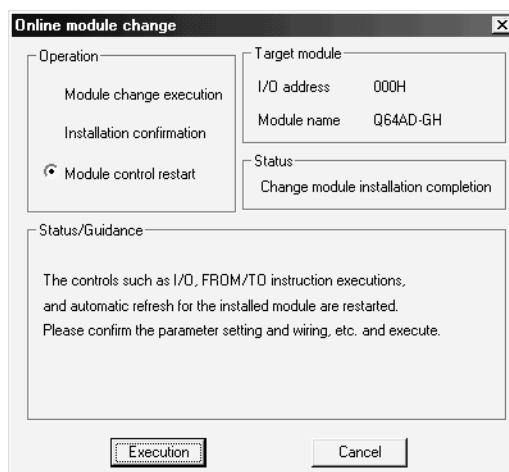 Online module change
Operation
Module change execution
Installation confirmation
Module control restart
Target module
I/O address 000H
Module name Q64AD-GH
Status
Change module installation completion
Status/Guidance
The controls such as I/O, FROM/TO instruction executions,
and automatic refresh for the installed module are restarted.
Please confirm the parameter setting and wiring, etc. and execute.
Execution Cancel